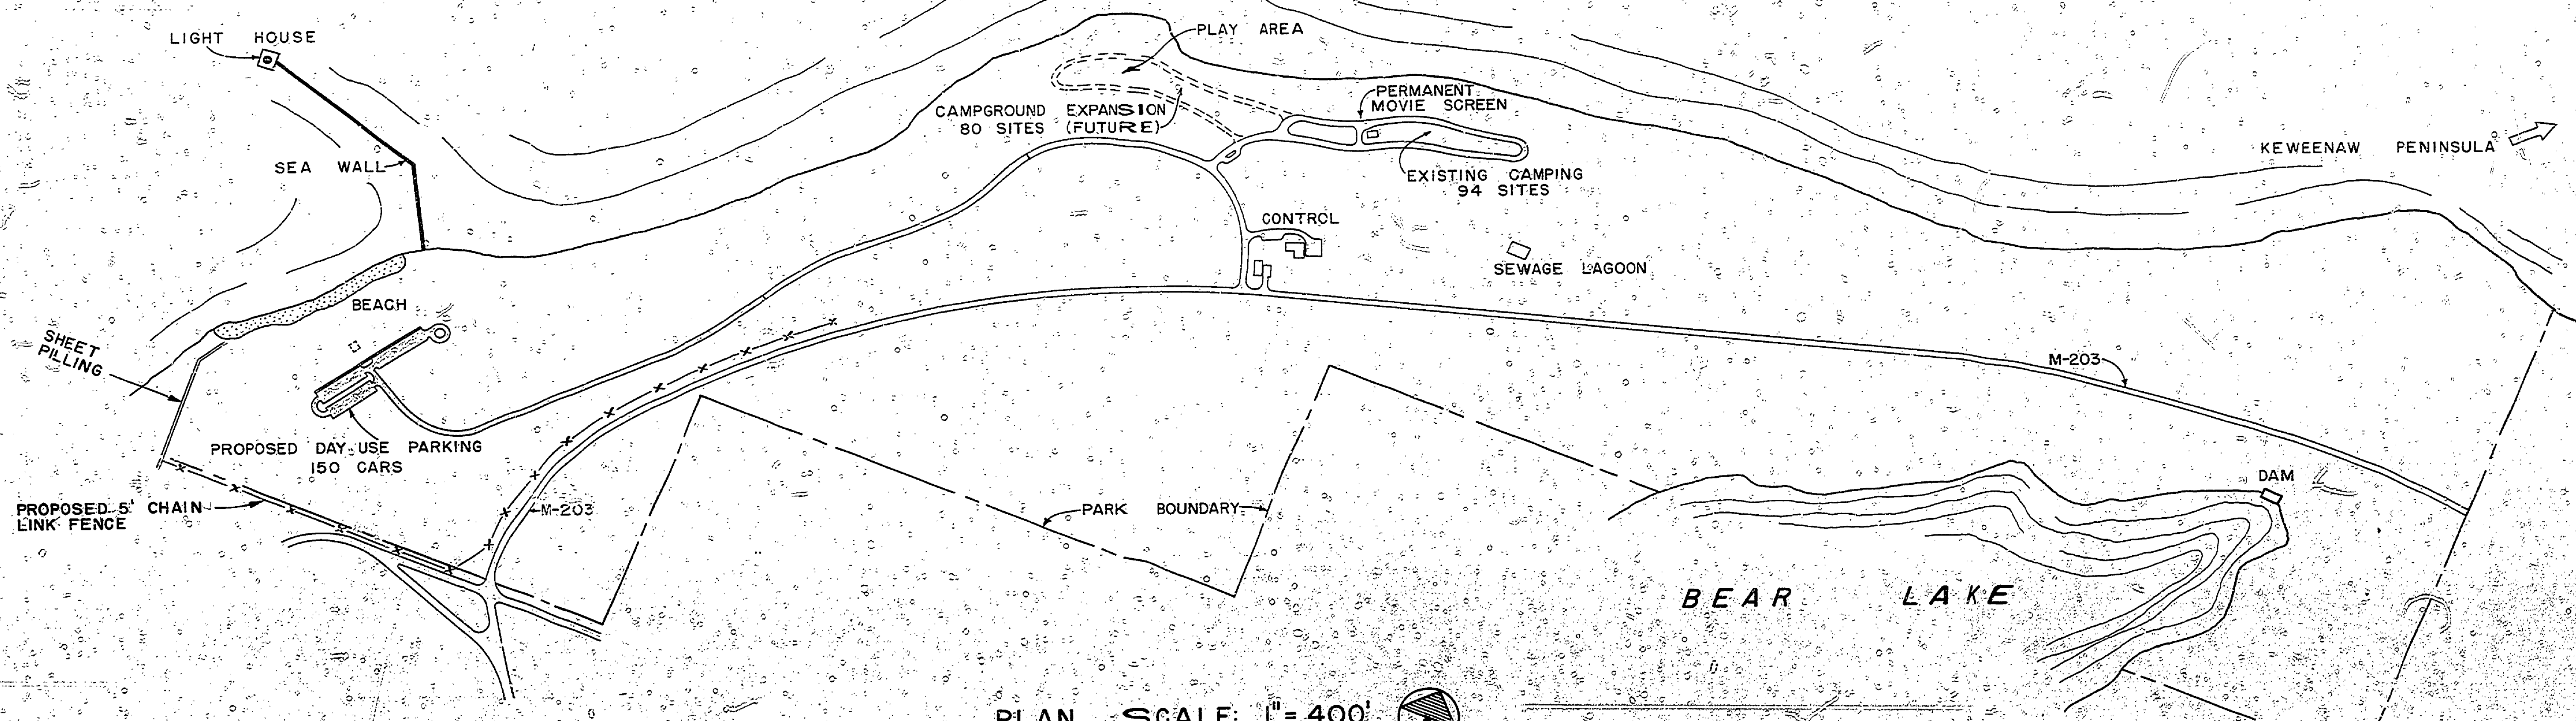 LIGHT HOUSE
PLAY AREA
PERMANENT
MOVIE SCREEN
CAMPGROUND EXPANSION
80 SITES (FUTURE)
KEWEENAW PENINSULA
SEA WALL
EXISTING CAMPING
94 SITES
CONTROL
SEWAGE LAGOON
BEACH
SHEET
PILLING
M-203
PROPOSED DAY USE PARKING
150 CARS
DAM
PROPOSED 5' CHAIN
LINK FENCE
M-203
PARK BOUNDARY
BEAR LAKE
PLAN SCALE: 1"=400'